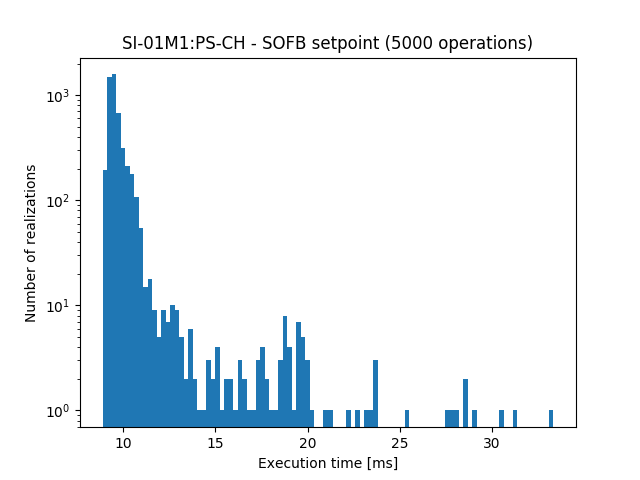 SI-01M1:PS-CH - SOFB setpoint (5000 operations)
Number of realizations
10³
10²
10¹
10⁰
10 15 20 25 30
Execution time [ms]